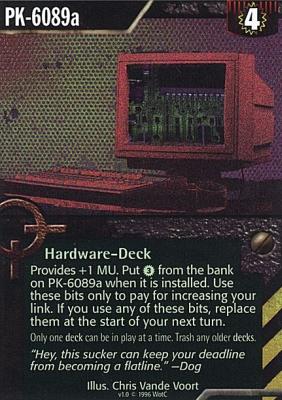 PK-6089a
4
Hardware-Deck
Provides +1 MU. Put 3 from the bank
on PK-6089a when it is installed. Use
these bits only to pay for increasing your
link. If you use any of these bits, replace
them at the start of your next turn.
Only one deck can be in play at a time. Trash any older decks.
"Hey, this sucker can keep your deadline
from becoming a flatline." —Dog
Illus. Chris Vande Voort
v1.0 © 1996 WotC